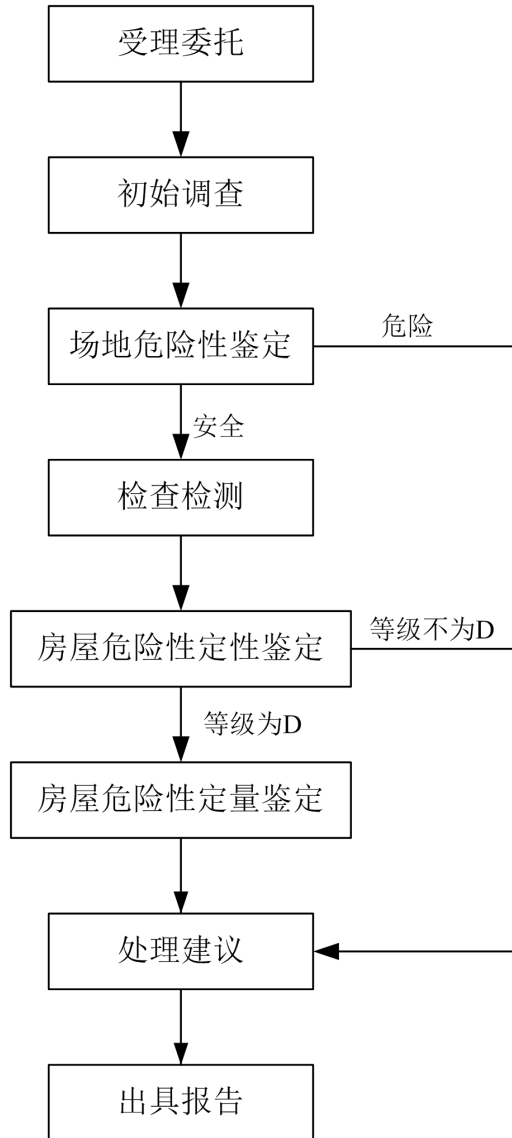 受理委托
初始调查
场地危险性鉴定
危险
安全
检查检测
房屋危险性定性鉴定
等级不为D
等级为D
房屋危险性定量鉴定
处理建议
出具报告